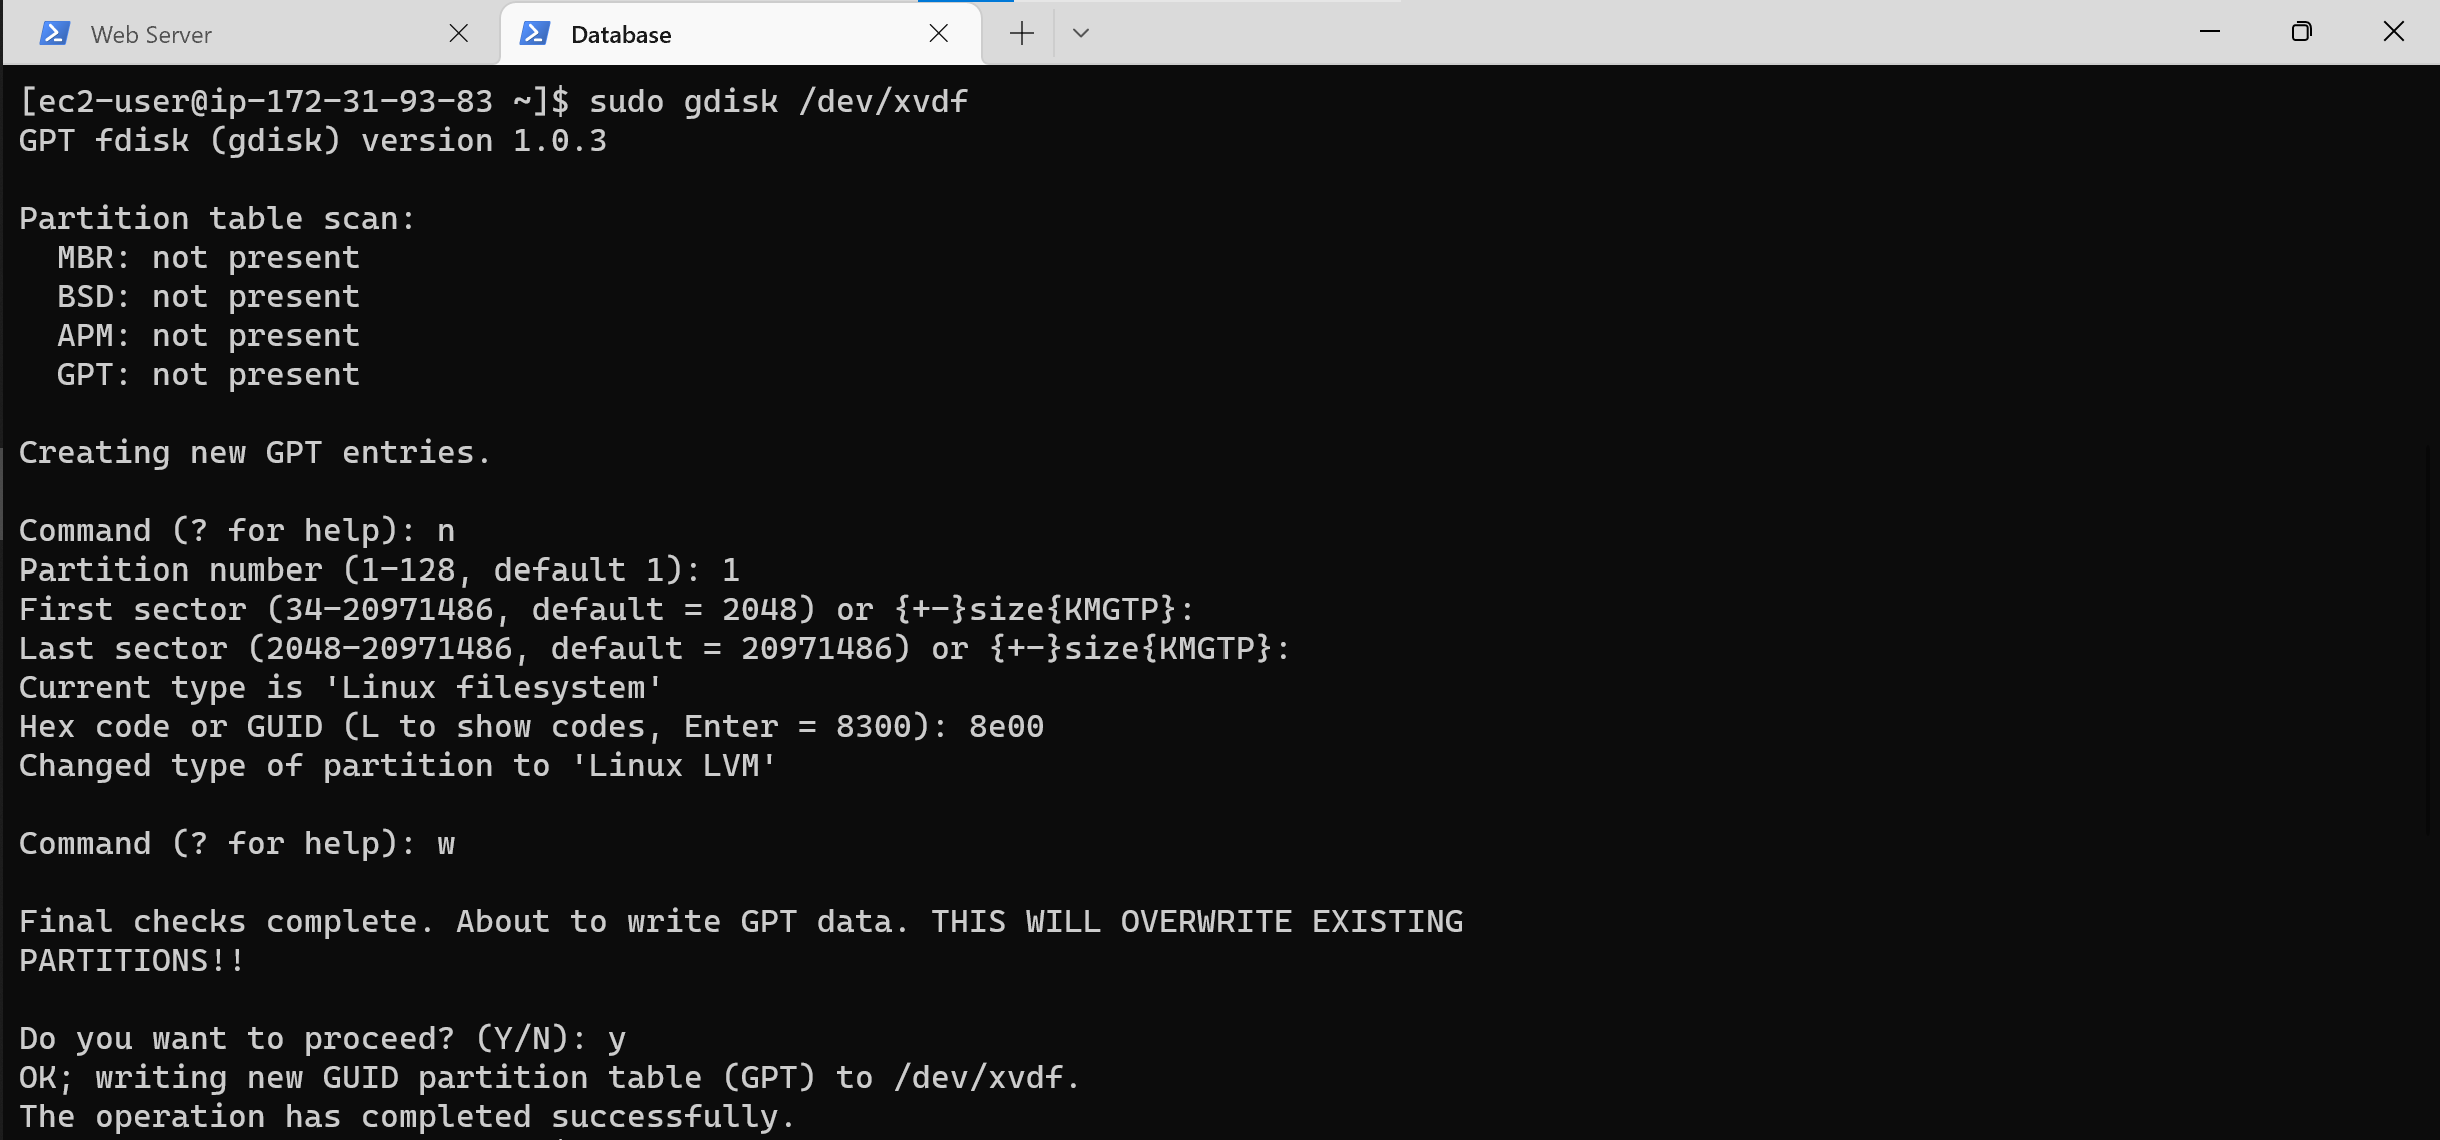 Web Server
Database
[ec2-user@ip-172-31-93-83 ~]$ sudo gdisk /dev/xvdf
GPT fdisk (gdisk) version 1.0.3
Partition table scan:
  MBR: not present
  BSD: not present
  APM: not present
  GPT: not present
Creating new GPT entries.
Command (? for help): n
Partition number (1-128, default 1): 1
First sector (34-20971486, default = 2048) or {+-}size{KMGTP}:
Last sector (2048-20971486, default = 20971486) or {+-}size{KMGTP}:
Current type is 'Linux filesystem'
Hex code or GUID (L to show codes, Enter = 8300): 8e00
Changed type of partition to 'Linux LVM'
Command (? for help): w
Final checks complete. About to write GPT data. THIS WILL OVERWRITE EXISTING
PARTITIONS!!
Do you want to proceed? (Y/N): y
OK; writing new GUID partition table (GPT) to /dev/xvdf.
The operation has completed successfully.